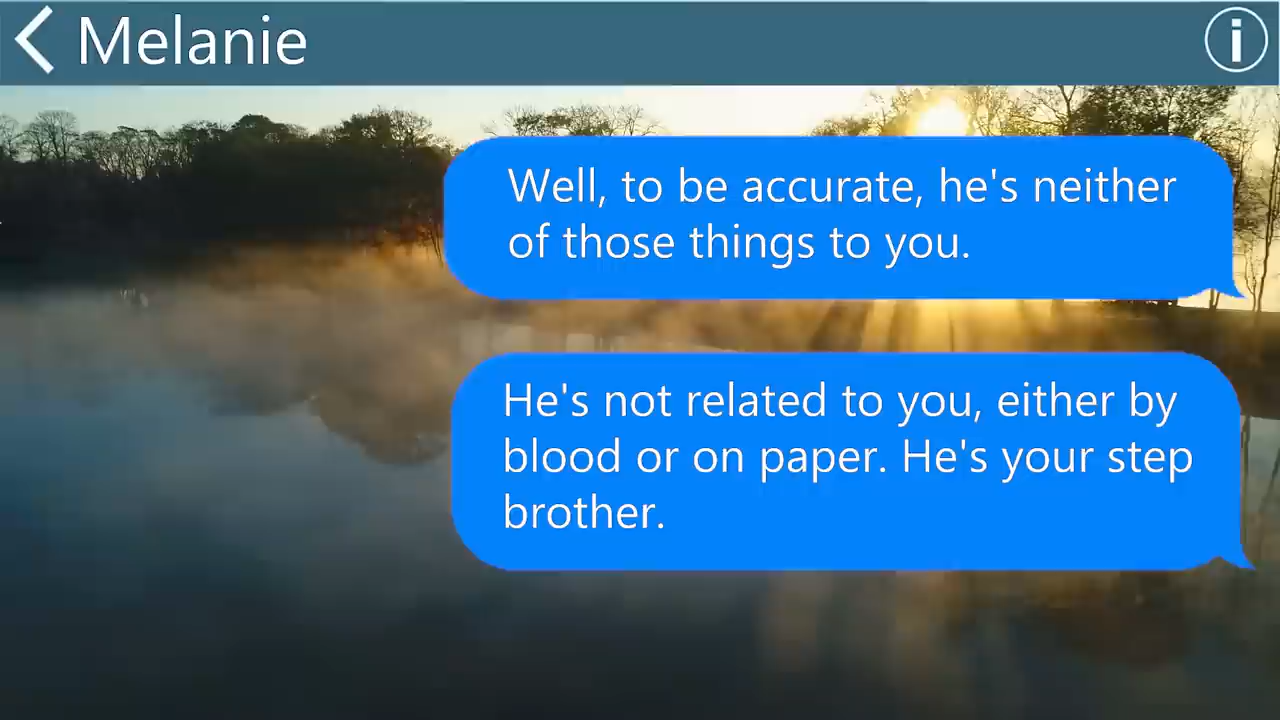 Melanie
Well, to be accurate, he's neither
of those things to you.
He's not related to you, either by
blood or on paper. He's your step
brother.